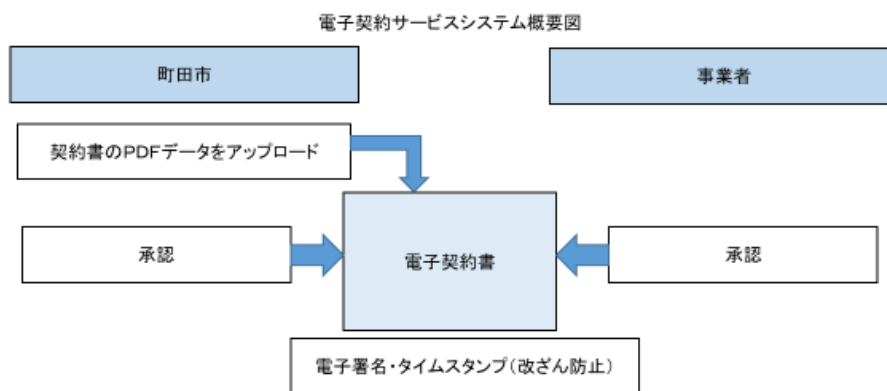 電子契約サービスシステム概要図
町田市
事業者
契約書のPDFデータをアップロード
承認
電子契約書
承認
電子署名・タイムスタンプ(改ざん防止)